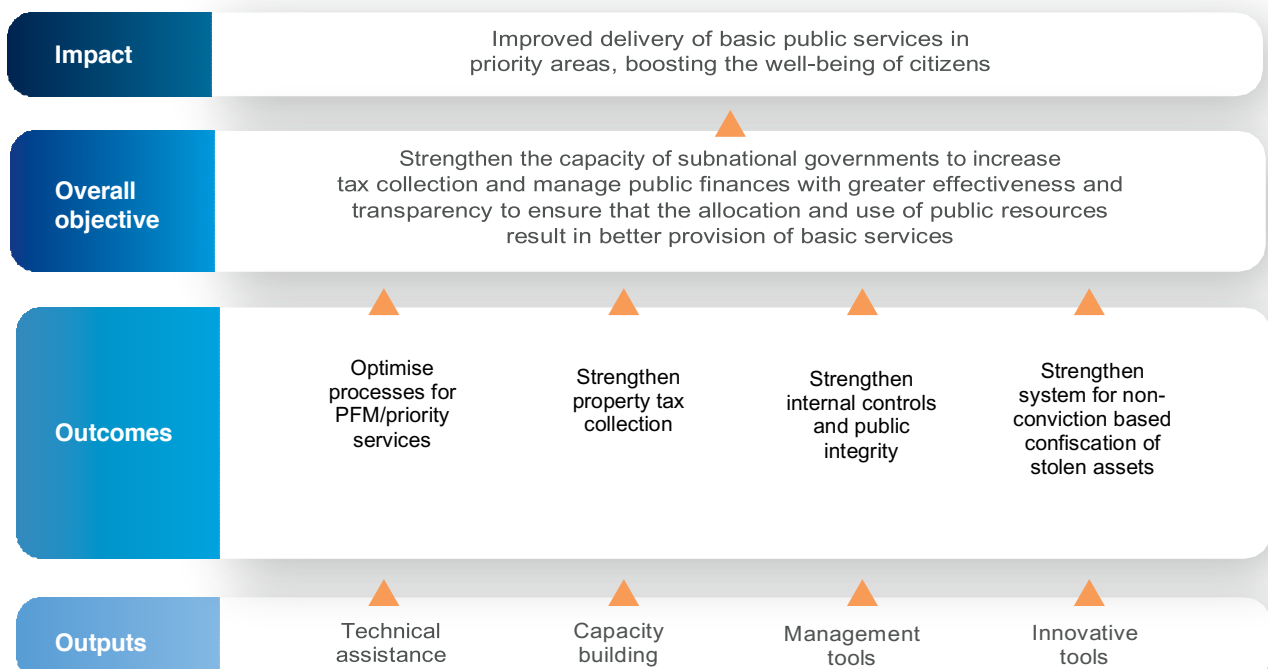 Impact
Improved delivery of basic public services in
priority areas, boosting the well-being of citizens
Overall
objective
Strengthen the capacity of subnational governments to increase
tax collection and manage public finances with greater effectiveness and
transparency to ensure that the allocation and use of public resources
result in better provision of basic services
Outcomes
Optimise
processes for
PFM/priority
services
Strengthen
property tax
collection
Strengthen
internal controls
and public
integrity
Strengthen
system for non-
conviction based
confiscation of
stolen assets
Outputs
Technical
assistance
Capacity
building
Management
tools
Innovative
tools